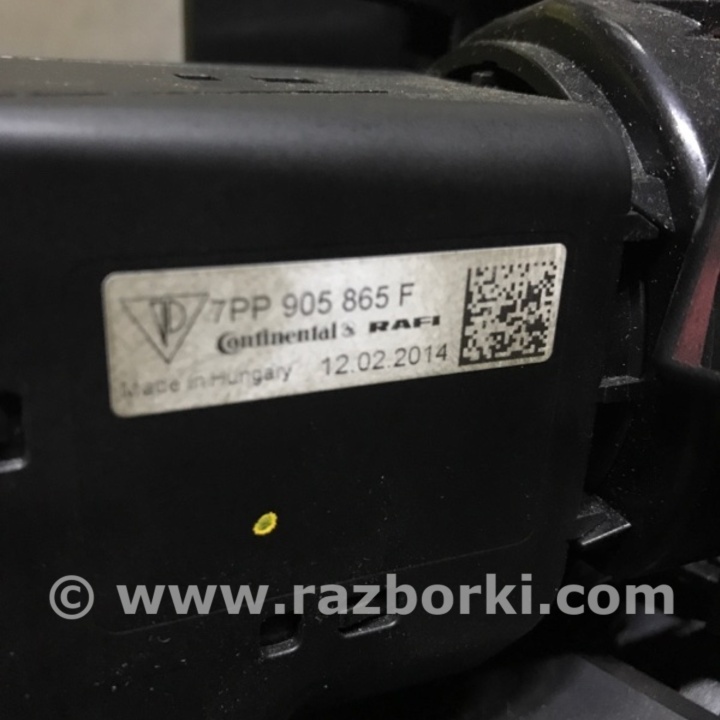 7PP 905 865 F
Continental RAFI
Made in Hungary 12.02.2014
© www.razborki.com